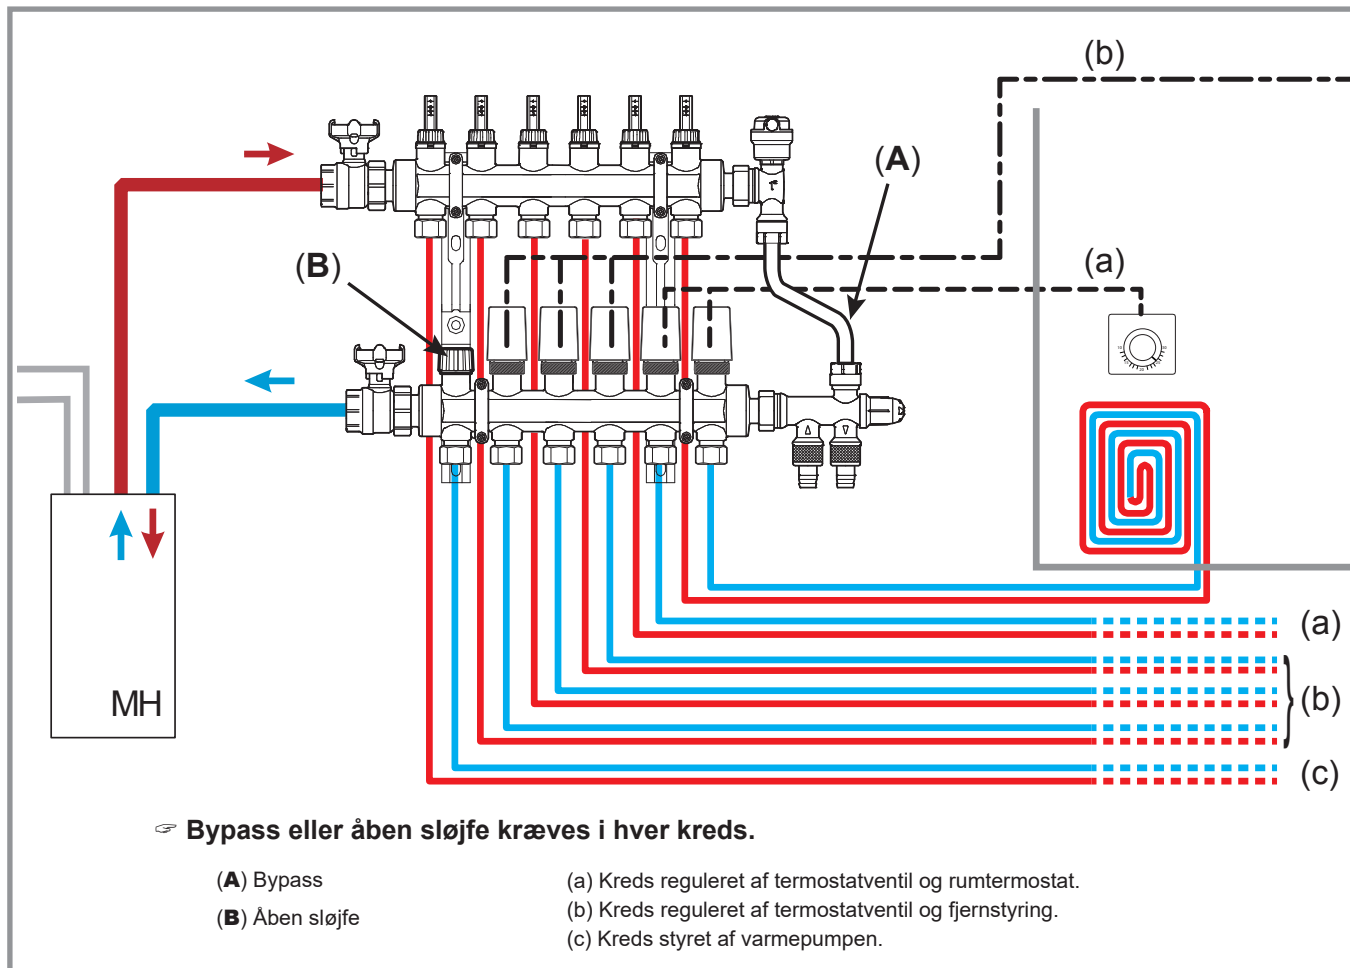 (b)
(A)
(B)
(a)
(a)
MH
(b)
(c)
☞ Bypass eller åben sløjfe kræves i hver kreds.
(A) Bypass
(B) Åben sløjfe
(a) Kreds reguleret af termostatventil og rumtermostat.
(b) Kreds reguleret af termostatventil og fjernstyring.
(c) Kreds styret af varmepumpen.